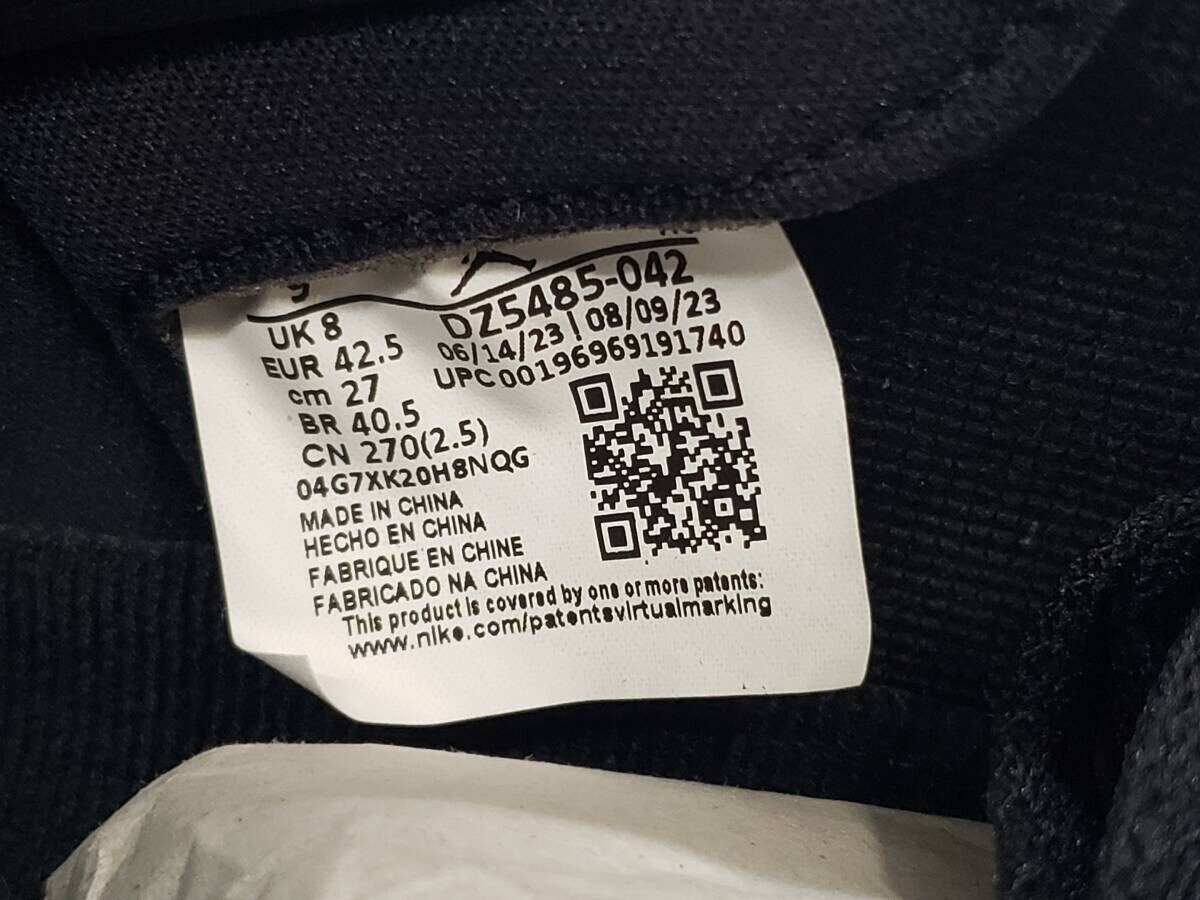 UK 8
EUR 42.5
cm 27
BR 40.5
CN 270(2.5)
04G7XK20H8NQG
DZ5485-042
06/14/23 | 08/09/23
UPC 00196969191740
MADE IN CHINA
HECHO EN CHINA
FABRIQUE EN CHINE
FABRICADO NA CHINA
This product is covered by one or more patents:
www.nike.com/patentsvirtualmarking